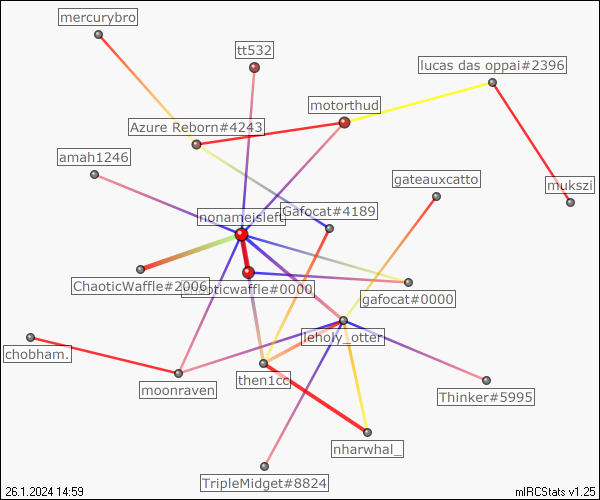 mercurybro
tt532
lucas das oppai#2396
motorthud
Azure Reborn#4243
amah1246
gateauxcatto
mukszi
nonameisleft
Gafocat#4189
ChaoticWaffle#2006
waffle#0000
gafocat#0000
leholy_otter
chobham.
then1cc
moonraven
Thinker#5995
nharwhal_
TripleMidget#8824
26.1.2024 14:59
mIRCStats v1.25